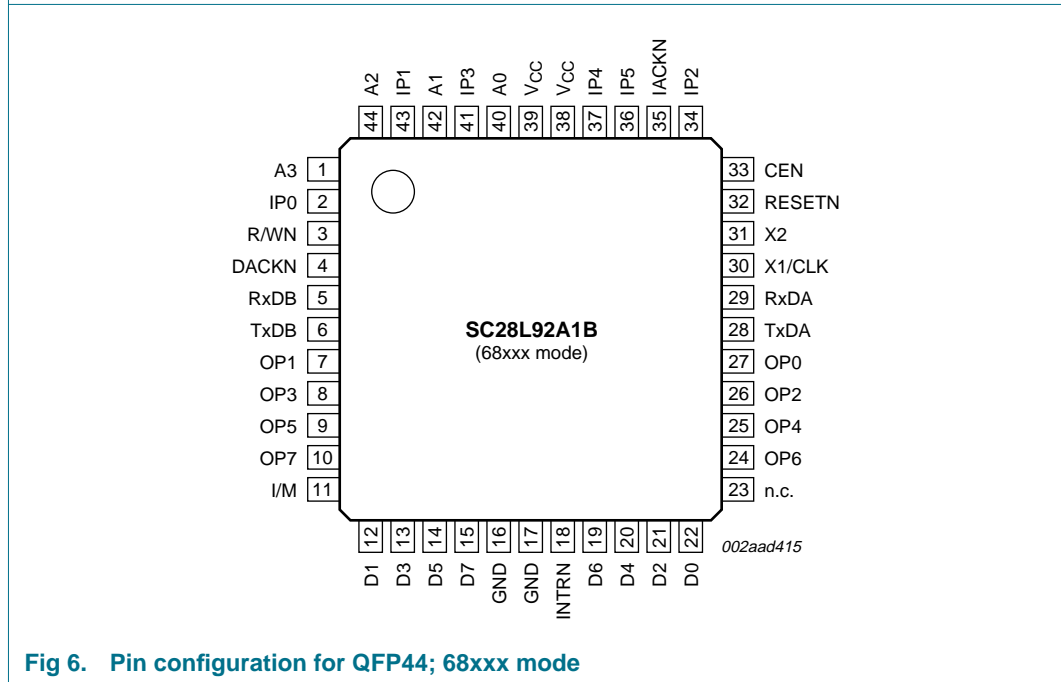 A2 IP1 A1 IP3 A0 VCC VCC IP4 IP5 IACKN IP2
44 43 42 41 40 39 38 37 36 35 34
A3 1
IP0 2
R/WN 3
DACKN 4
RxDB 5
TxDB 6
OP1 7
OP3 8
OP5 9
OP7 10
I/M 11
SC28L92A1B
(68xxx mode)
33 CEN
32 RESETN
31 X2
30 X1/CLK
29 RxDA
28 TxDA
27 OP0
26 OP2
25 OP4
24 OP6
23 n.c.
12 13 14 15 16 17 18 19 20 21 22
D1 D3 D5 D7 GND GND INTRN D6 D4 D2 D0
002aad415
Fig 6. Pin configuration for QFP44; 68xxx mode